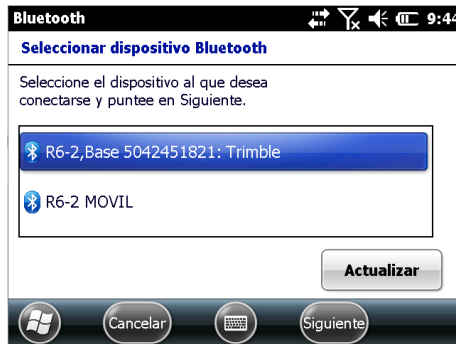 Bluetooth 9:44
Seleccionar dispositivo Bluetooth
Seleccione el dispositivo al que desea
conectarse y puntee en Siguiente.
R6-2,Base 5042451821: Trimble
R6-2 MOVIL
Actualizar
Cancelar Siguiente